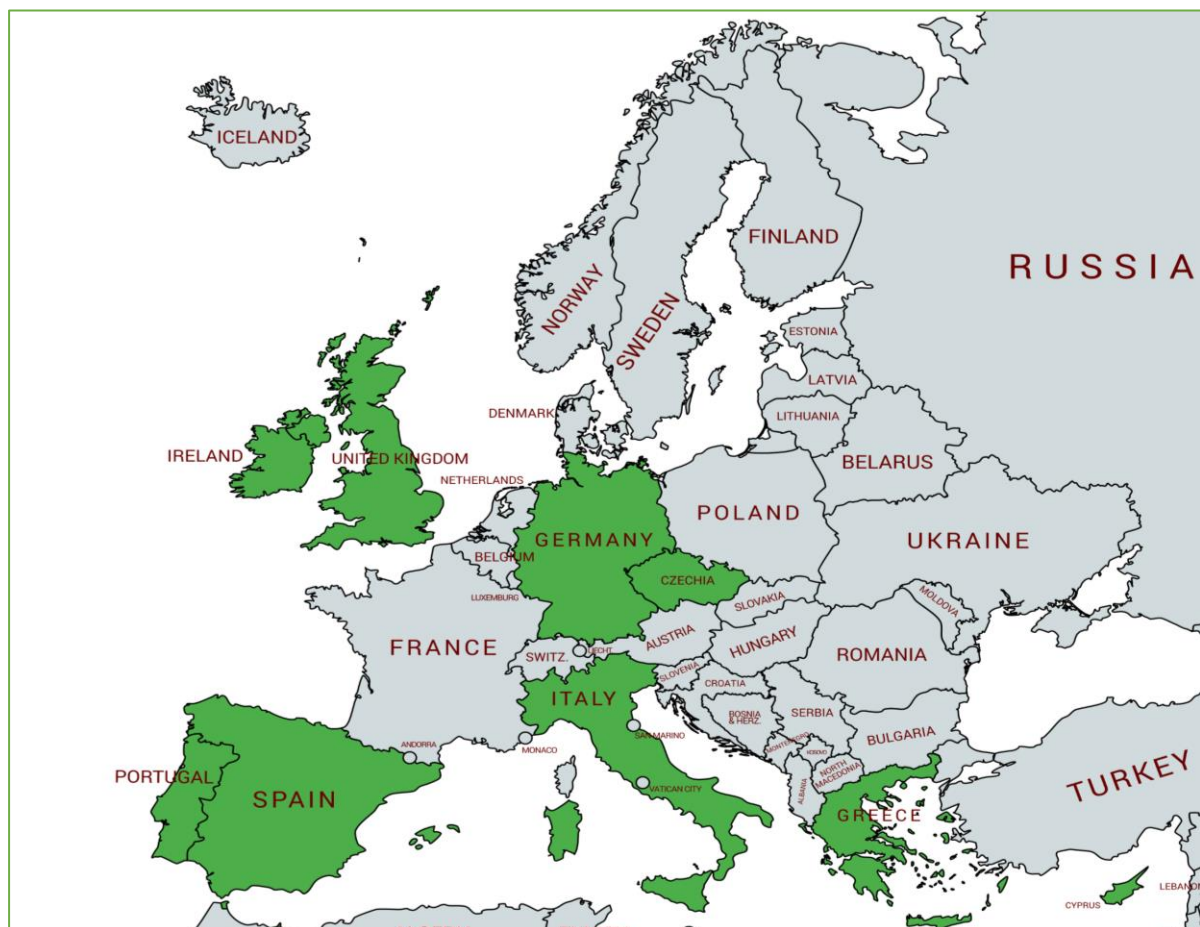 ICELAND
FINLAND
RUSSIA
NORWAY
SWEDEN
ESTONIA
LATVIA
DENMARK
LITHUANIA
IRELAND
UNITED KINGDOM
BELARUS
NETHERLANDS
POLAND
GERMANY
UKRAINE
BELGIUM
CZECHIA
LUXEMBURG
SLOVAKIA
MOLDOVA
FRANCE
AUSTRIA
HUNGARY
SWITZ.
LIECHT.
ROMANIA
SLOVENIA
CROATIA
ITALY
BOSNIA
& HERZ.
SERBIA
SAN MARINO
BULGARIA
ANDORRA
MONACO
MONTENEGRO
KOSOVO
PORTUGAL
SPAIN
VATICAN CITY
NORTH
MACEDONIA
ALBANIA
TURKEY
GREECE
LEBANON
CYPRUS